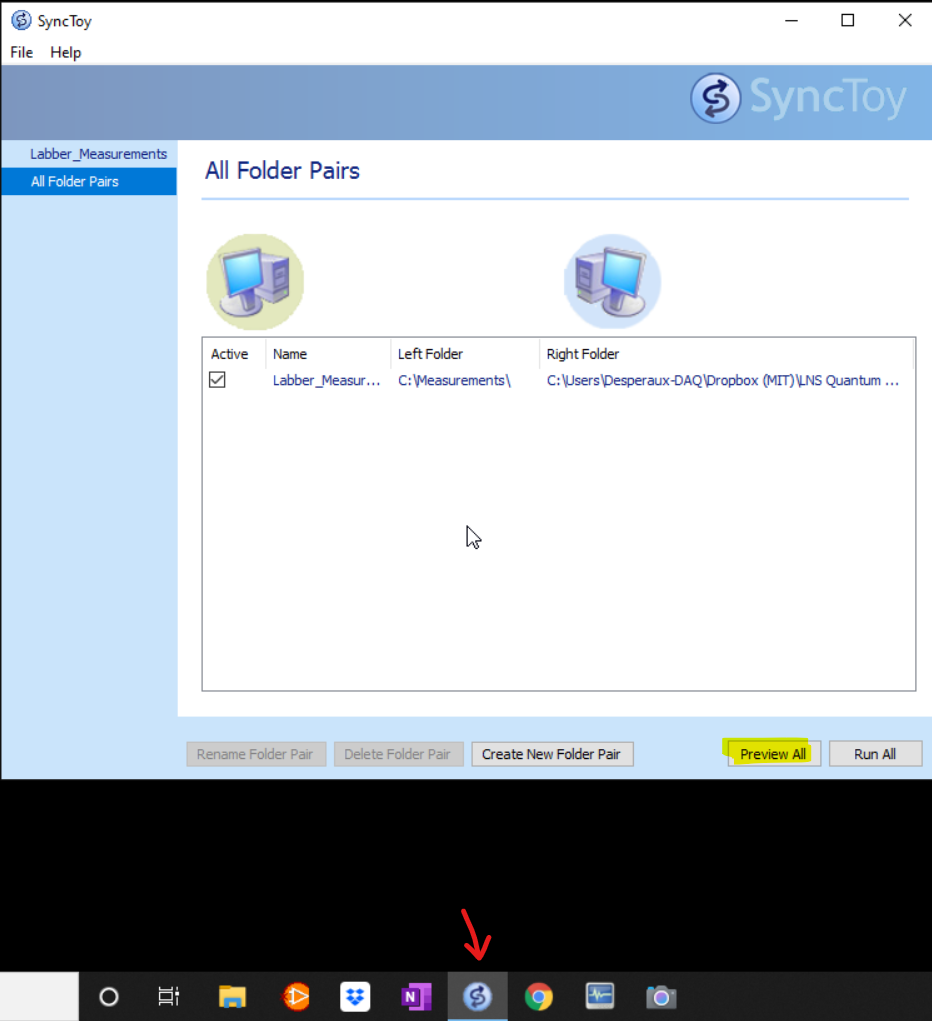 SyncToy
File Help
SyncToy
Labber_Measurements
All Folder Pairs
All Folder Pairs
Active Name Left Folder Right Folder
Labber_Measur... C:\Measurements\ C:\Users\Desperaux-DAQ\Dropbox (MIT)\LNS Quantum ...
Rename Folder Pair Delete Folder Pair Create New Folder Pair Preview All Run All
N